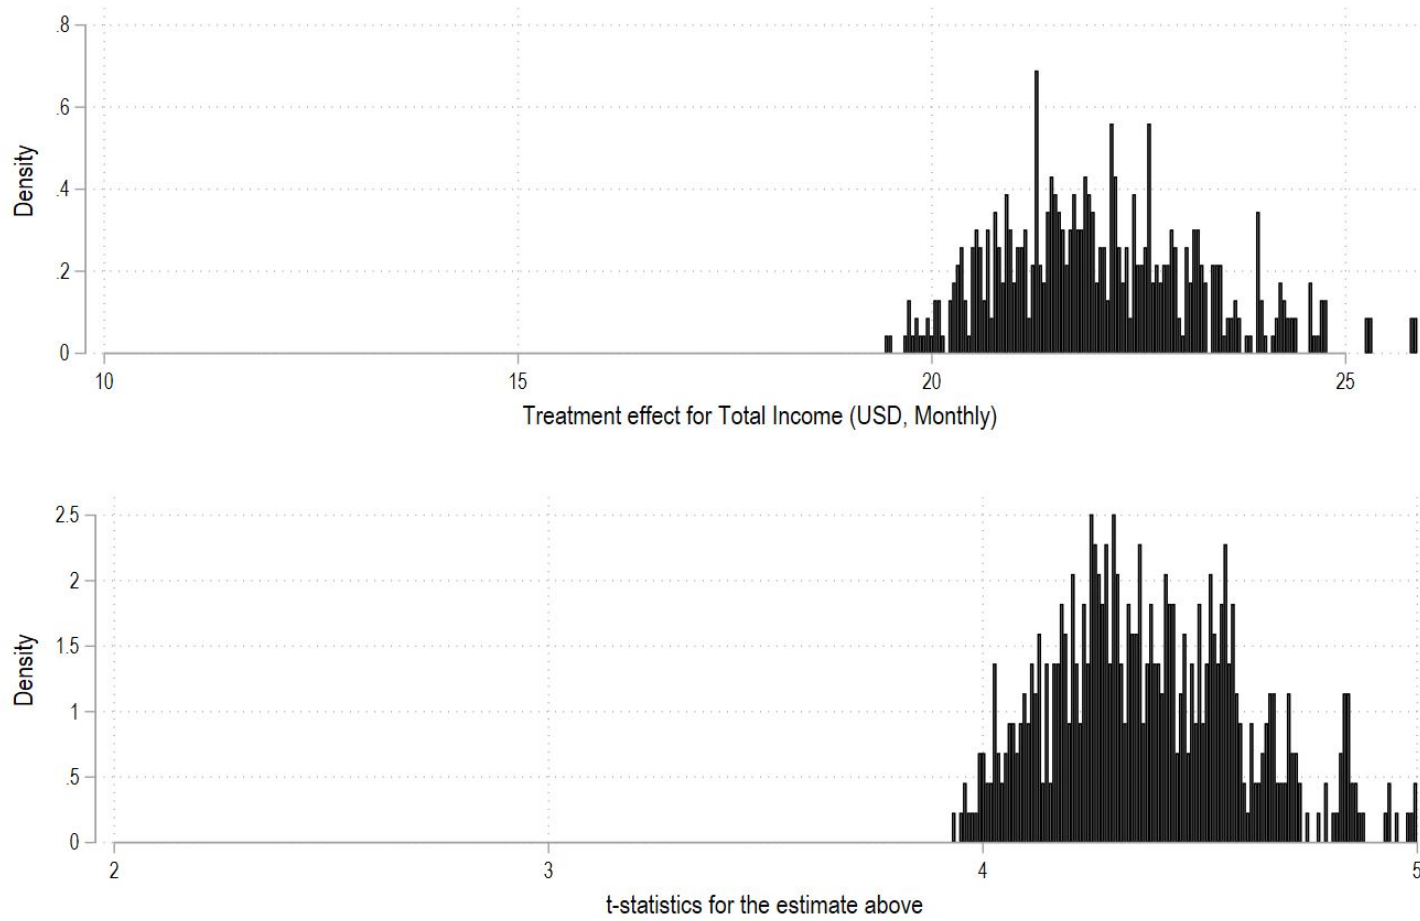 .8
.6
.4
.2
0
Density
10 15 20 25
Treatment effect for Total Income (USD, Monthly)
2.5
2
1.5
1
.5
0
Density
2 3 4 5
t-statistics for the estimate above